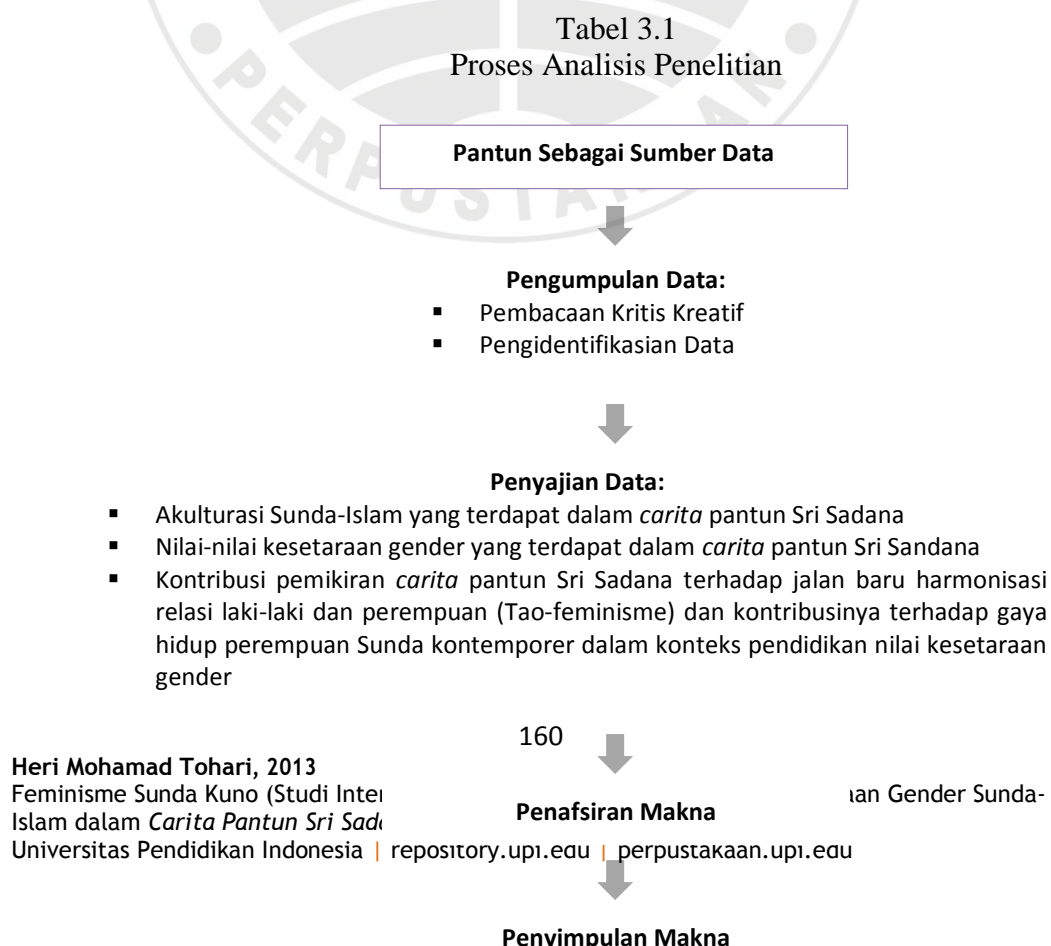 Tabel 3.1
Proses Analisis Penelitian
PERPUSTAKAAN
Pantun Sebagai Sumber Data
Pengumpulan Data:
▪ Pembacaan Kritis Kreatif
▪ Pengidentifikasian Data
Penyajian Data:
▪ Akulturasi Sunda-Islam yang terdapat dalam carita pantun Sri Sadana
▪ Nilai-nilai kesetaraan gender yang terdapat dalam carita pantun Sri Sandana
▪ Kontribusi pemikiran carita pantun Sri Sadana terhadap jalan baru harmonisasi
relasi laki-laki dan perempuan (Tao-feminisme) dan kontribusinya terhadap gaya
hidup perempuan Sunda kontemporer dalam konteks pendidikan nilai kesetaraan
gender
160
Heri Mohamad Tohari, 2013
Feminisme Sunda Kuno (Studi Gender Sunda-
Islam dalam Carita Pantun Sri
Penafsiran Makna
Universitas Pendidikan Indonesia | repository.upi.edu | perpustakaan.upi.edu
Penyimpulan Makna